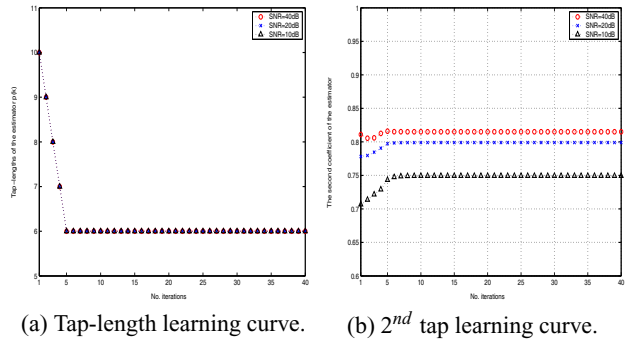 SNR=40dB
SNR=20dB
SNR=10dB
Tap-lengths of the estimator p(k)
11
10
9
8
7
6
5
1 5 10 15 20 25 30 35 40
No. iterations
(a) Tap-length learning curve.
SNR=40dB
SNR=20dB
SNR=10dB
The second coefficient of the estimator
1
0.95
0.9
0.85
0.8
0.75
0.7
0.65
0.6
1 5 10 15 20 25 30 35 40
No. iterations
(b) 2nd tap learning curve.